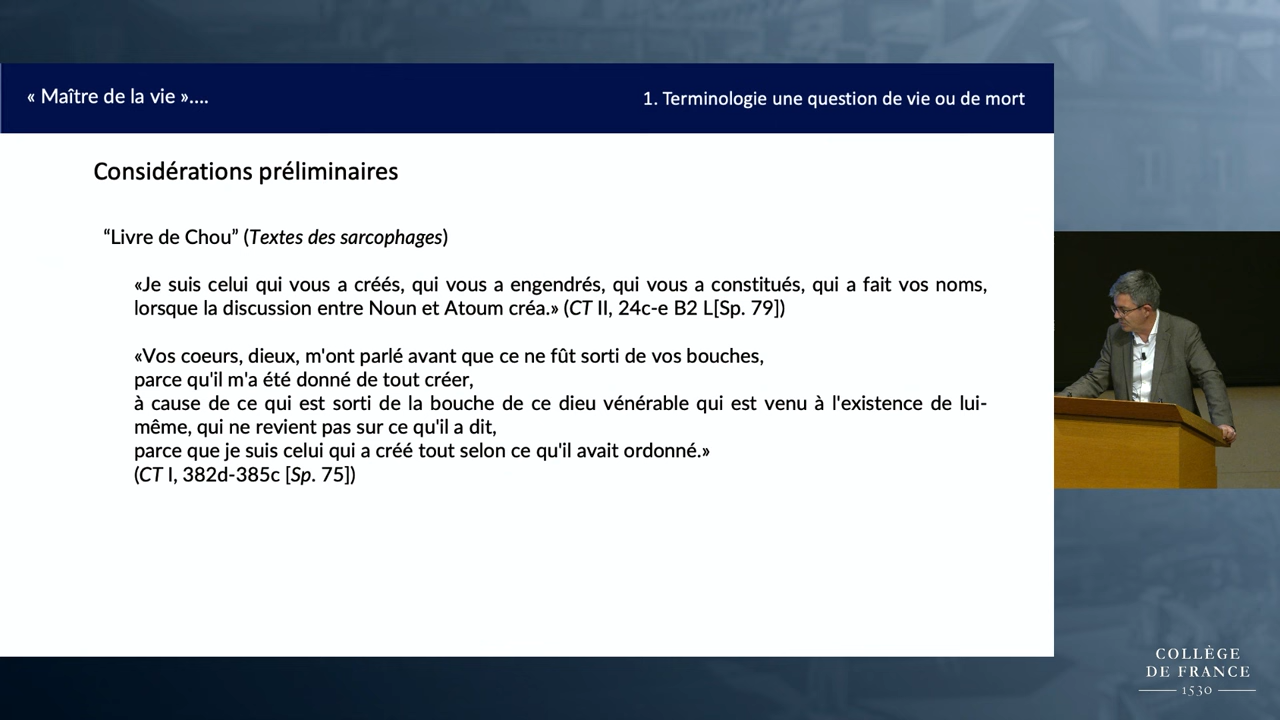 « Maître de la vie »....
1. Terminologie une question de vie ou de mort
Considérations préliminaires
“Livre de Chou” (Textes des sarcophages)
«Je suis celui qui vous a créés, qui vous a engendrés, qui vous a constitués, qui a fait vos noms,
lorsque la discussion entre Noun et Atoum créa.» (CT II, 24c-e B2 L[Sp. 79])
«Vos coeurs, dieux, m'ont parlé avant que ce ne fût sorti de vos bouches,
parce qu'il m'a été donné de tout créer,
à cause de ce qui est sorti de la bouche de ce dieu vénérable qui est venu à l'existence de lui-
même, qui ne revient pas sur ce qu'il a dit,
parce que je suis celui qui a créé tout selon ce qu'il avait ordonné.»
(CT I, 382d-385c [Sp. 75])
COLLÈGE
DE FRANCE
1530